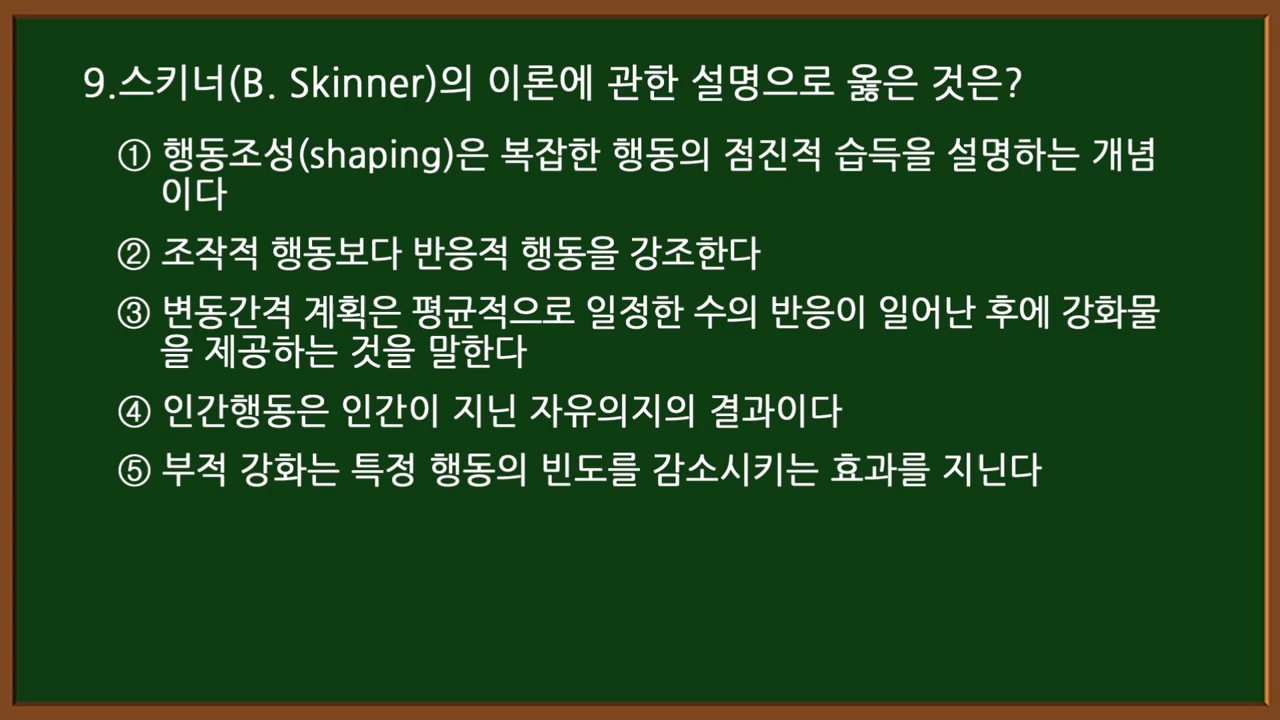 9.스키너(B. Skinner)의 이론에 관한 설명으로 옳은 것은?
① 행동조성(shaping)은 복잡한 행동의 점진적 습득을 설명하는 개념
이다
② 조작적 행동보다 반응적 행동을 강조한다
③ 변동간격 계획은 평균적으로 일정한 수의 반응이 일어난 후에 강화물
을 제공하는 것을 말한다
④ 인간행동은 인간이 지닌 자유의지의 결과이다
⑤ 부적 강화는 특정 행동의 빈도를 감소시키는 효과를 지닌다